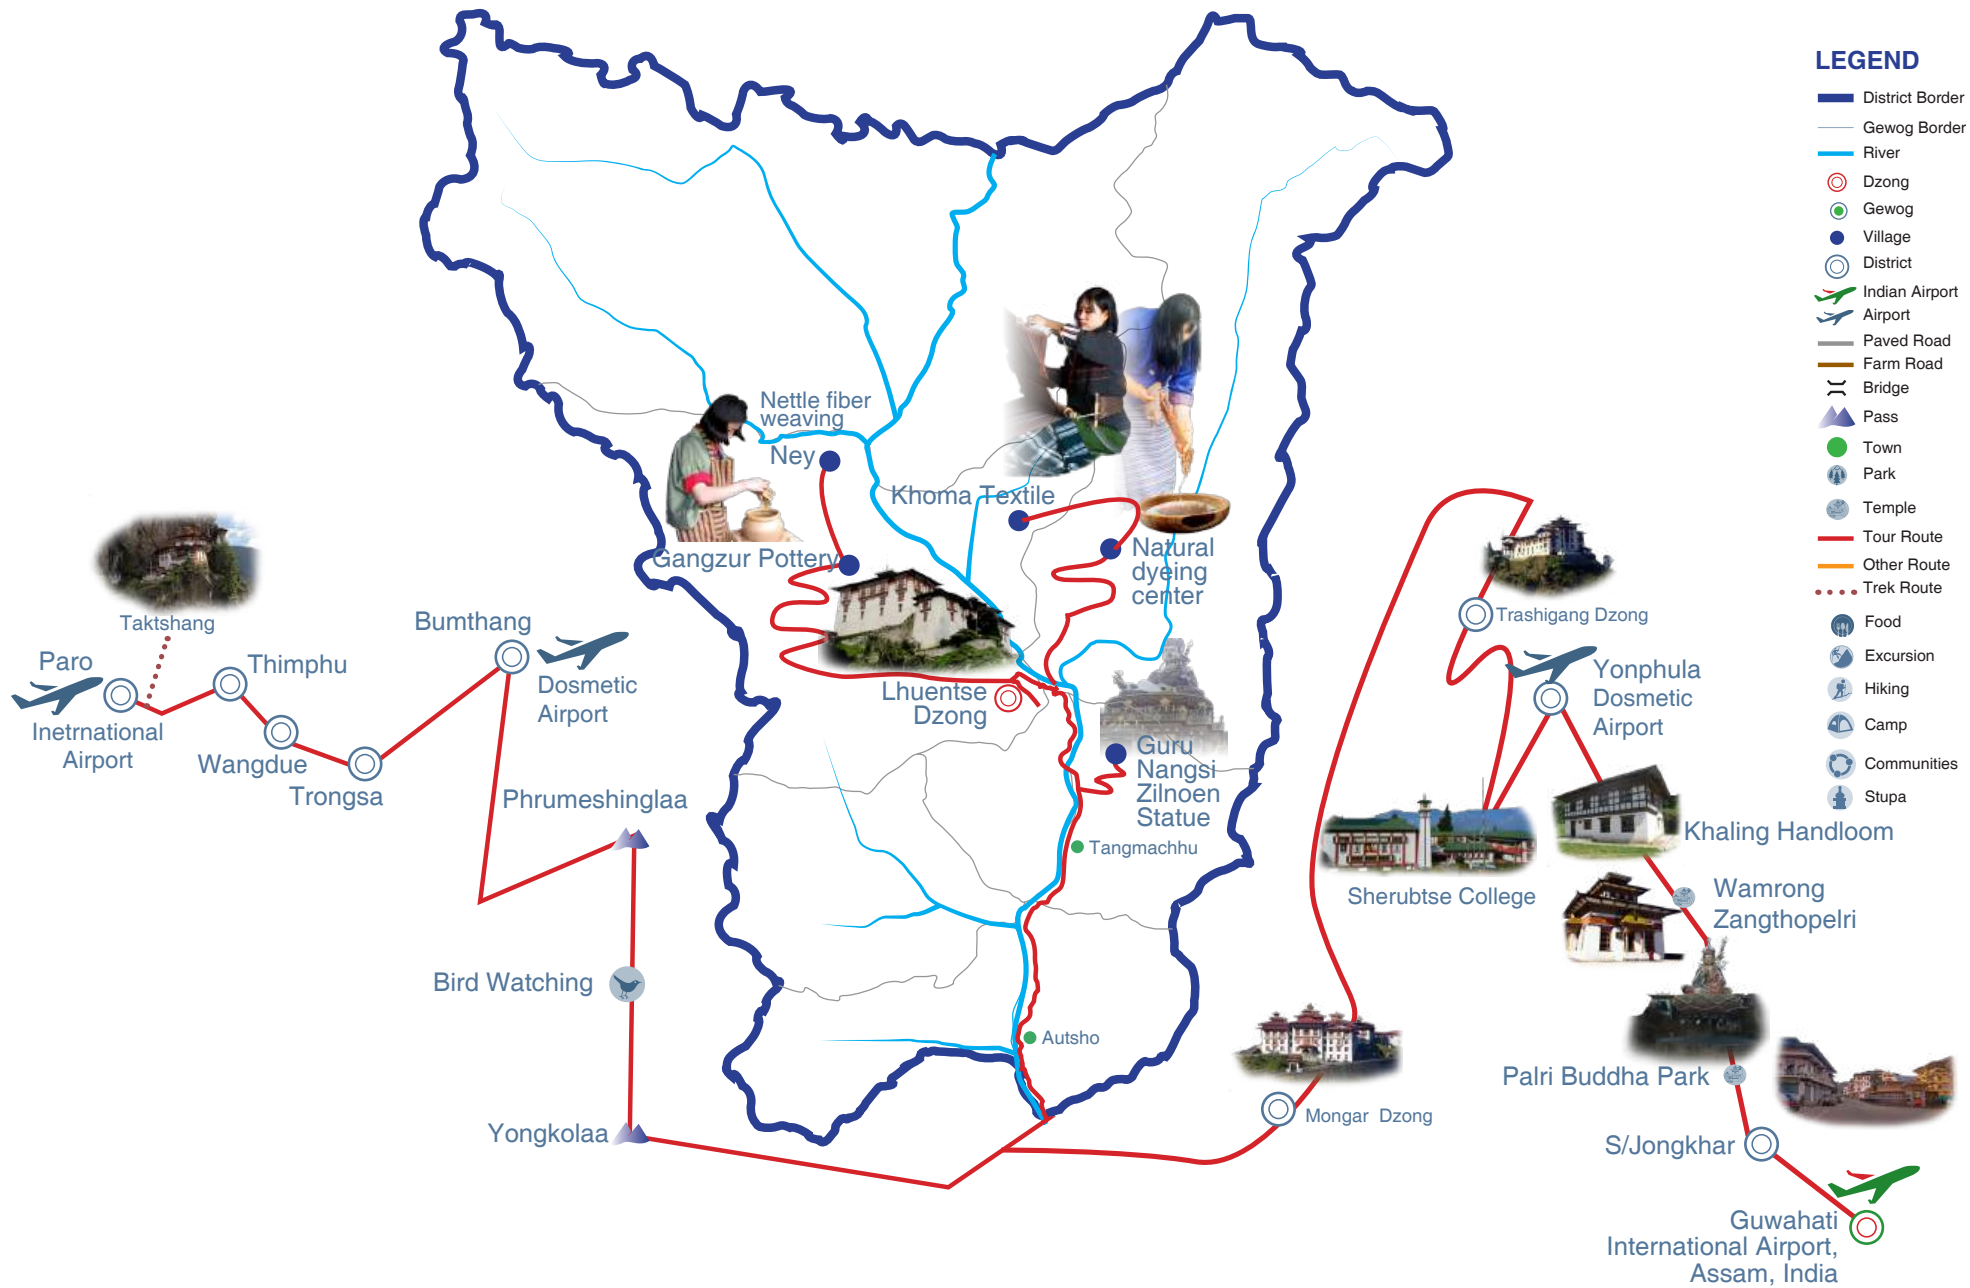 LEGEND
District Border
Gewog Border
River
Dzong
Gewog
Village
District
Indian Airport
Airport
Paved Road
Farm Road
Bridge
Pass
Town
Park
Temple
Tour Route
Other Route
Trek Route
Food
Excursion
Hiking
Camp
Communities
Stupa
Taktshang
Paro
Inetrnational
Airport
Thimphu
Wangdue
Trongsa
Bumthang
Dosmetic
Airport
Phrumeshinglaa
Bird Watching
Yongkolaa
Nettle fiber
weaving
Ney
Gangzur Pottery
Khoma Textile
Natural
dyeing
center
Lhuentse
Dzong
Guru
Nangsi
Zilnoen
Statue
Tangmachhu
Autsho
Mongar Dzong
Trashigang Dzong
Yonphula
Dosmetic
Airport
Sherubtse College
Khaling Handloom
Wamrong
Zangthopelri
Palri Buddha Park
S/Jongkhar
Guwahati
International Airport,
Assam, India